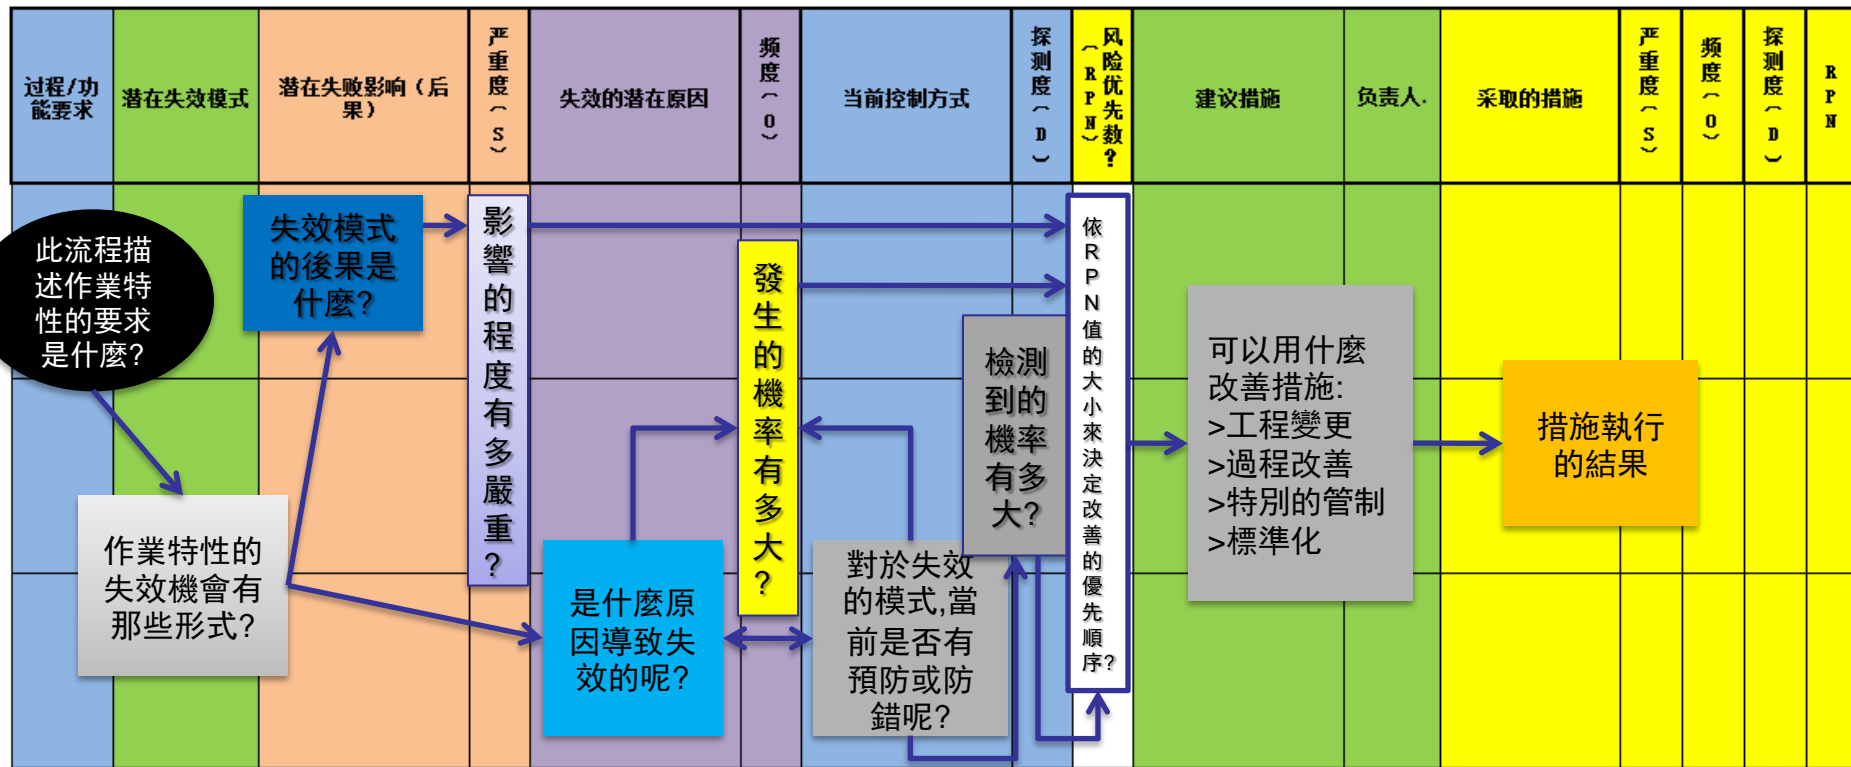 过程/功
能要求
潜在失效模式
潜在失败影响（后
果）
严重度(S)
失效的潜在原因
频度(O)
当前控制方式
探测度(D)
风险优先数?
(RPN)
建议措施
负责人.
采取的措施
严重度(S)
频度(O)
探测度(D)
RPN
此流程描
述作業特
性的要求
是什麼?
失效模式
的後果是
什麼?
影響的程度有多嚴重?
發生的機率有多大?
檢測
到的
機率
有多
大?
依RPN值的大小來決定改善的優先順序?
可以用什麼
改善措施:
>工程變更
>過程改善
>特別的管制
>標準化
措施執行
的結果
作業特性的
失效機會有
那些形式?
是什麼原
因導致失
效的呢?
對於失效
的模式,當
前是否有
預防或防
錯呢?